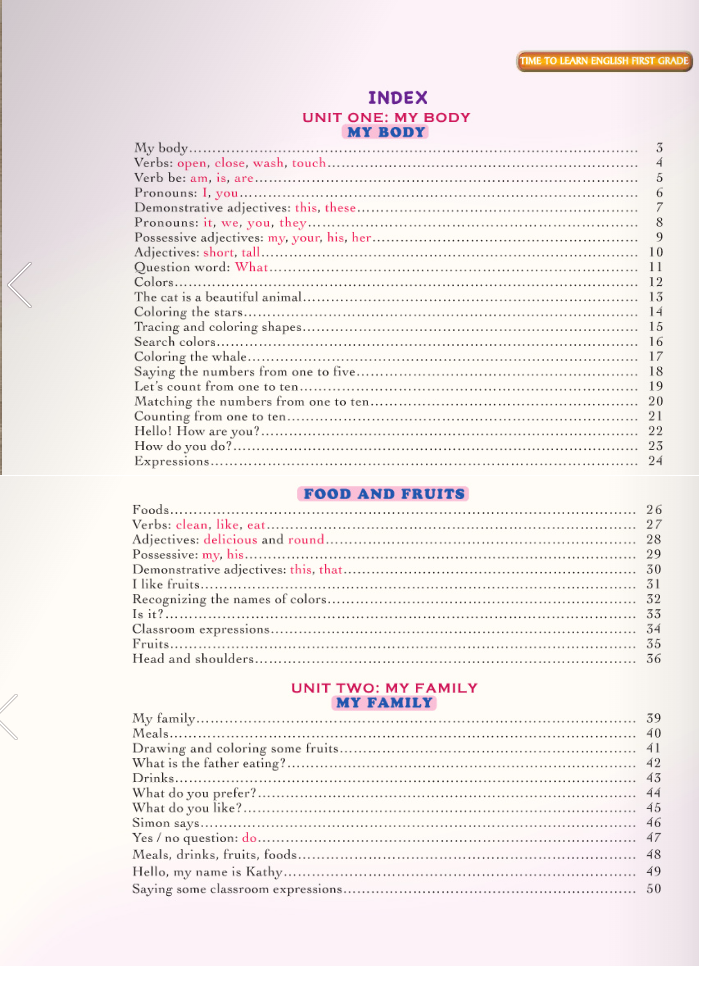 TIME TO LEARN ENGLISH FIRST GRADE
INDEX
UNIT ONE: MY BODY
MY BODY
My body.................................................................................................. 3
Verbs: open, close, wash, touch.................................................................. 4
Verb be: am, is, are.................................................................................. 5
Pronouns: I, you...................................................................................... 6
Demonstrative adjectives: this, these............................................................ 7
Pronouns: it, we, you, they........................................................................ 8
Possessive adjectives: my, your, his, her........................................................ 9
Adjectives: short, tall................................................................................ 10
Question word: What................................................................................ 11
Colors.................................................................................................... 12
The cat is a beautiful animal........................................................................ 13
Coloring the stars...................................................................................... 14
Tracing and coloring shapes........................................................................ 15
Search colors............................................................................................ 16
Coloring the whale.................................................................................... 17
Saying the numbers from one to five............................................................ 18
Let's count from one to ten.......................................................................... 19
Matching the numbers from one to ten.......................................................... 20
Counting from one to ten............................................................................ 21
Hello! How are you?.................................................................................. 22
How do you do?........................................................................................ 23
Expressions.............................................................................................. 24
FOOD AND FRUITS
Foods...................................................................................................... 26
Verbs: clean, like, eat................................................................................ 27
Adjectives: delicious and round.................................................................... 28
Possessive: my, his.................................................................................... 29
Demonstrative adjectives: this, that.............................................................. 30
I like fruits.............................................................................................. 31
Recognizing the names of colors.................................................................... 32
Is it?...................................................................................................... 33
Classroom expressions................................................................................ 34
Fruits...................................................................................................... 35
Head and shoulders.................................................................................... 36
UNIT TWO: MY FAMILY
MY FAMILY
My family................................................................................................ 39
Meals...................................................................................................... 40
Drawing and coloring some fruits.................................................................. 41
What is the father eating?............................................................................ 42
Drinks.................................................................................................... 43
What do you prefer?.................................................................................. 44
What do you like?...................................................................................... 45
Simon says................................................................................................ 46
Yes / no question: do.................................................................................. 47
Meals, drinks, fruits, foods.......................................................................... 48
Hello, my name is Kathy.............................................................................. 49
Saying some classroom expressions................................................................ 50